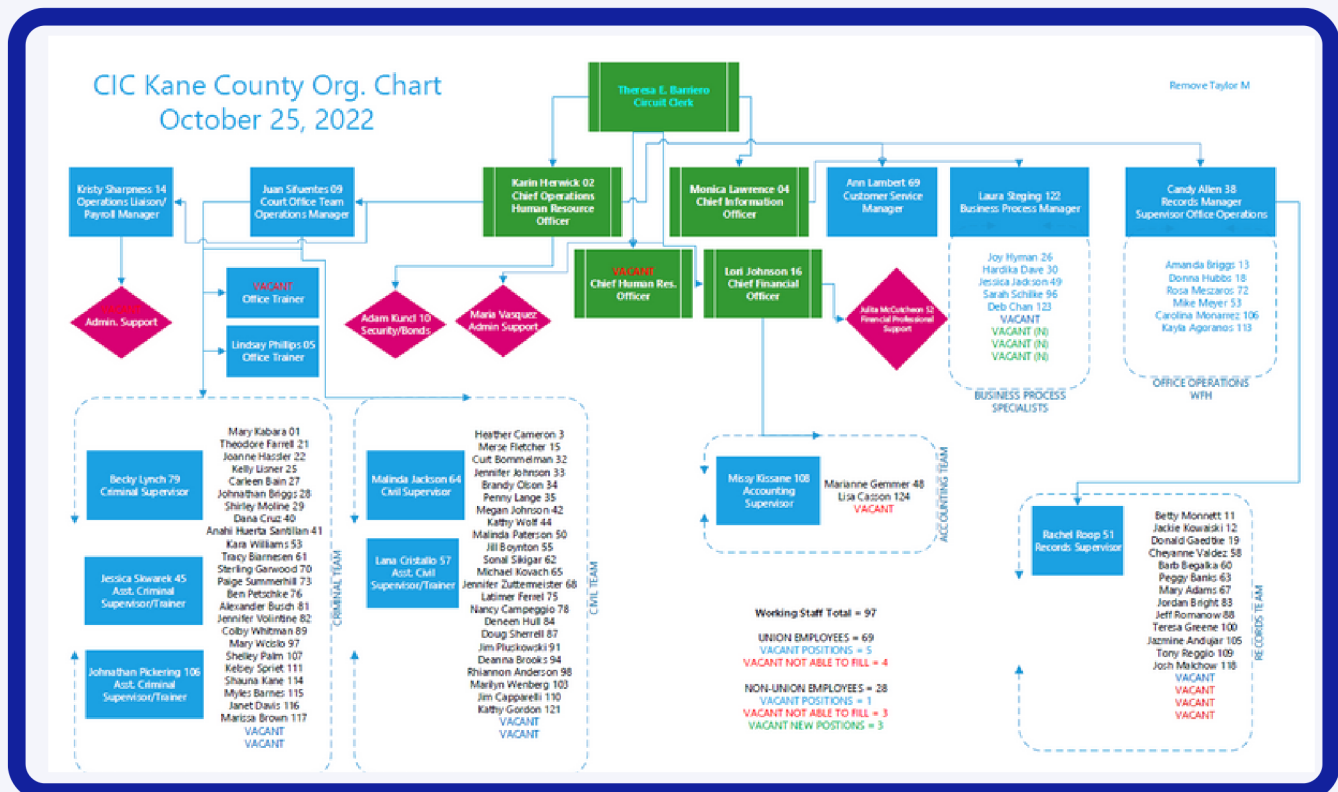 CIC Kane County Org. Chart
October 25, 2022
Remove Taylor M
Theresa E. Barriero
Circuit Clerk
Kristy Sharpness 14
Operations Liaison/
Payroll Manager
Juan Sifuentes 09
Court Office Team
Operations Manager
Karin Herwick 02
Chief Operations
Human Resource
Officer
Monica Lawrence 04
Chief Information
Officer
Ann Lambert 69
Customer Service
Manager
Laura Steging 122
Business Process Manager
Candy Allen 38
Records Manager
Supervisor Office Operations
Admin. Support
VACANT
Office Trainer
Lindsay Phillips 05
Office Trainer
Adam Kuncl 10
Security/Bonds
Maria Vasquez
Admin Support
VACANT
Chief Human Res.
Officer
Lori Johnson 16
Chief Financial
Officer
Julita McCutcheon 52
Financial Professional
Support
Joy Hyman 26
Hardika Dave 30
Jessica Jackson 49
Sarah Schilke 96
Deb Chan 123
VACANT
VACANT (N)
VACANT (N)
VACANT (N)
BUSINESS PROCESS
SPECIALISTS
Amanda Briggs 13
Donna Hubbs 18
Rosa Meszaros 72
Mike Meyer 53
Carolina Monarrez 106
Kayla Agoranos 113
OFFICE OPERATIONS
WFH
Becky Lynch 79
Criminal Supervisor
Jessica Skwarek 45
Asst. Criminal
Supervisor/Trainer
Johnathan Pickering 106
Asst. Criminal
Supervisor/Trainer
Mary Kabara 01
Theodore Farrell 21
Joanne Hassler 22
Kelly Lisner 25
Carleen Bain 27
Johnathan Briggs 28
Shirley Moline 29
Dana Cruz 40
Anahi Huerta Santillan 41
Kara Williams 53
Tracy Biarnesen 61
Sterling Garwood 70
Paige Summerhill 73
Ben Petschke 76
Alexander Busch 81
Jennifer Volintine 82
Colby Whitman 89
Mary Wcislo 97
Shelley Palm 107
Kelsey Spriet 111
Shauna Kane 114
Myles Barnes 115
Janet Davis 116
Marissa Brown 117
VACANT
VACANT
CRIMINAL TEAM
Malinda Jackson 64
Civil Supervisor
Lana Cristallo 57
Asst. Civil
Supervisor/Trainer
Heather Cameron 3
Merse Fletcher 15
Curt Bommelman 32
Jennifer Johnson 33
Brandy Olson 34
Penny Lange 35
Megan Johnson 42
Kathy Wolf 44
Malinda Paterson 50
Jill Boynton 55
Sonal Sikigar 62
Michael Kovach 65
Jennifer Zuttermeister 68
Latimer Ferrel 75
Nancy Campeggio 78
Deneen Hull 84
Doug Sherrell 87
Jim Pluskowski 91
Deanna Brooks 94
Rhiannon Anderson 98
Marilyn Wenberg 103
Jim Capparelli 110
Kathy Gordon 121
VACANT
VACANT
CIVIL TEAM
Missy Kissane 108
Accounting
Supervisor
Marianne Gemmer 48
Lisa Casson 124
VACANT
ACCOUNTING TEAM
Working Staff Total = 97
UNION EMPLOYEES = 69
VACANT POSITIONS = 5
VACANT NOT ABLE TO FILL = 4
NON-UNION EMPLOYEES = 28
VACANT POSITIONS = 1
VACANT NOT ABLE TO FILL = 3
VACANT NEW POSTIONS = 3
Rachel Roop 51
Records Supervisor
Betty Monnett 11
Jackie Kowalski 12
Donald Gaedtke 19
Cheyanne Valdez 58
Barb Begalka 60
Peggy Banks 63
Mary Adams 67
Jordan Bright 83
Jeff Romanow 88
Teresa Greene 100
Jazmine Andujar 105
Tony Reggio 109
Josh Malchow 118
VACANT
VACANT
VACANT
VACANT
RECORDS TEAM